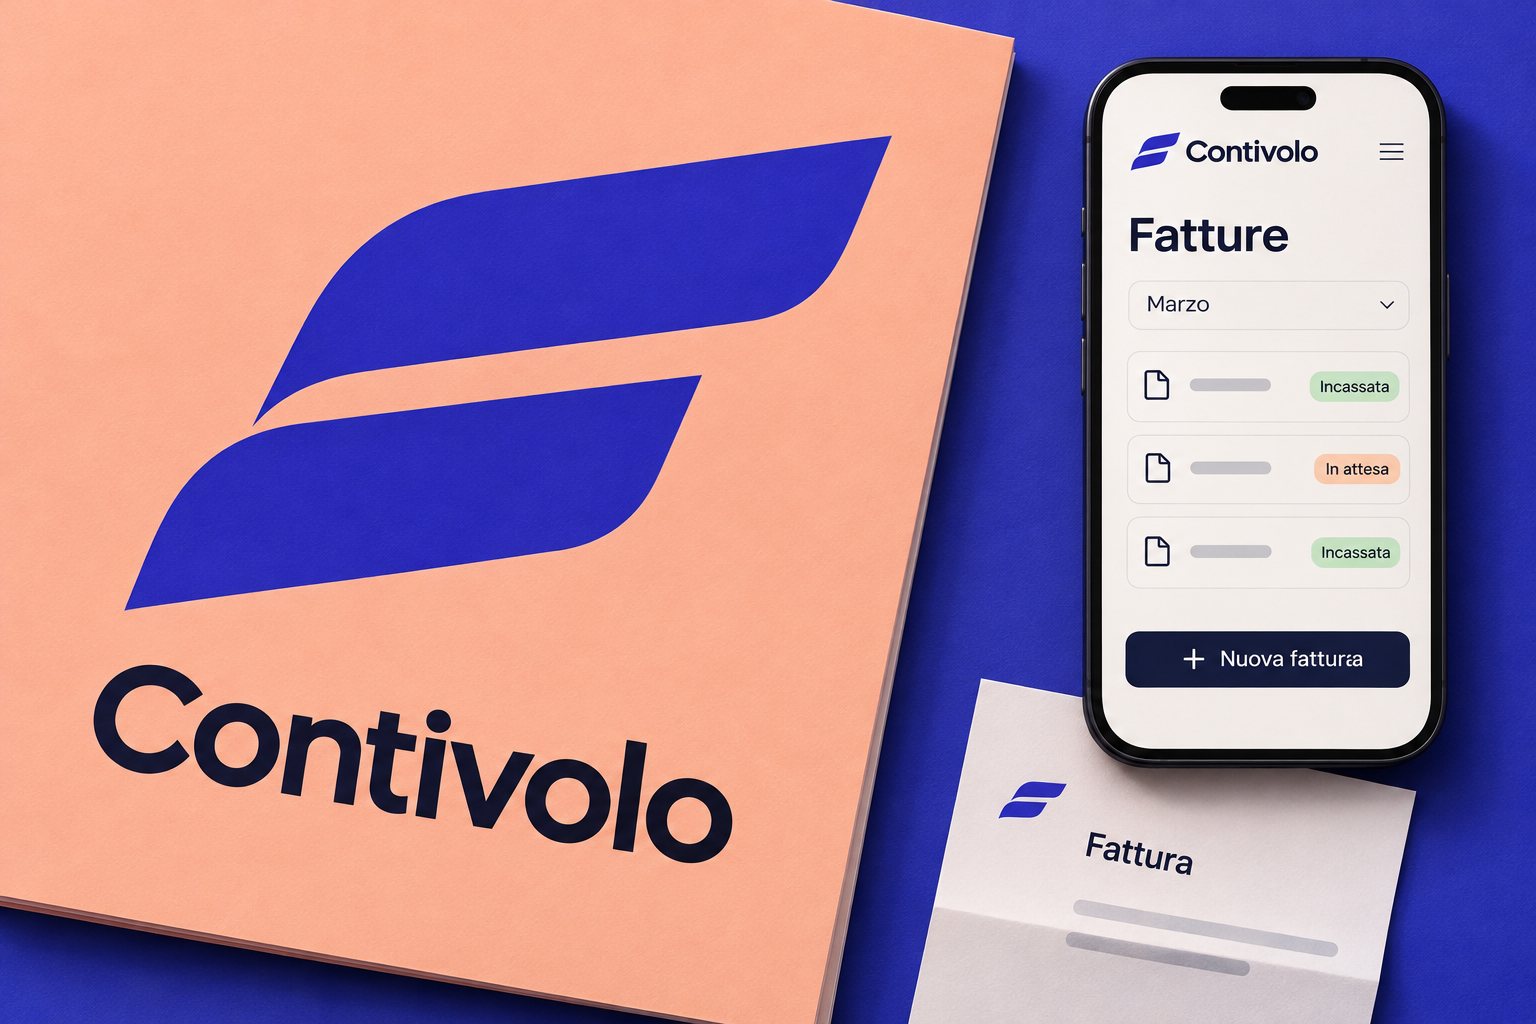 Contivolo
Contivolo
Fatture
Marzo
Incassata
In attesa
Incassata
+ Nuova fattura
Fattura